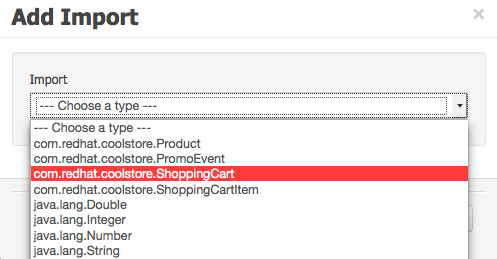 Add Import
×
Import
--- Choose a type ---
--- Choose a type ---
com.redhat.coolstore.Product
com.redhat.coolstore.PromoEvent
com.redhat.coolstore.ShoppingCart
com.redhat.coolstore.ShoppingCartItem
java.lang.Double
java.lang.Integer
java.lang.Number
java.lang.String